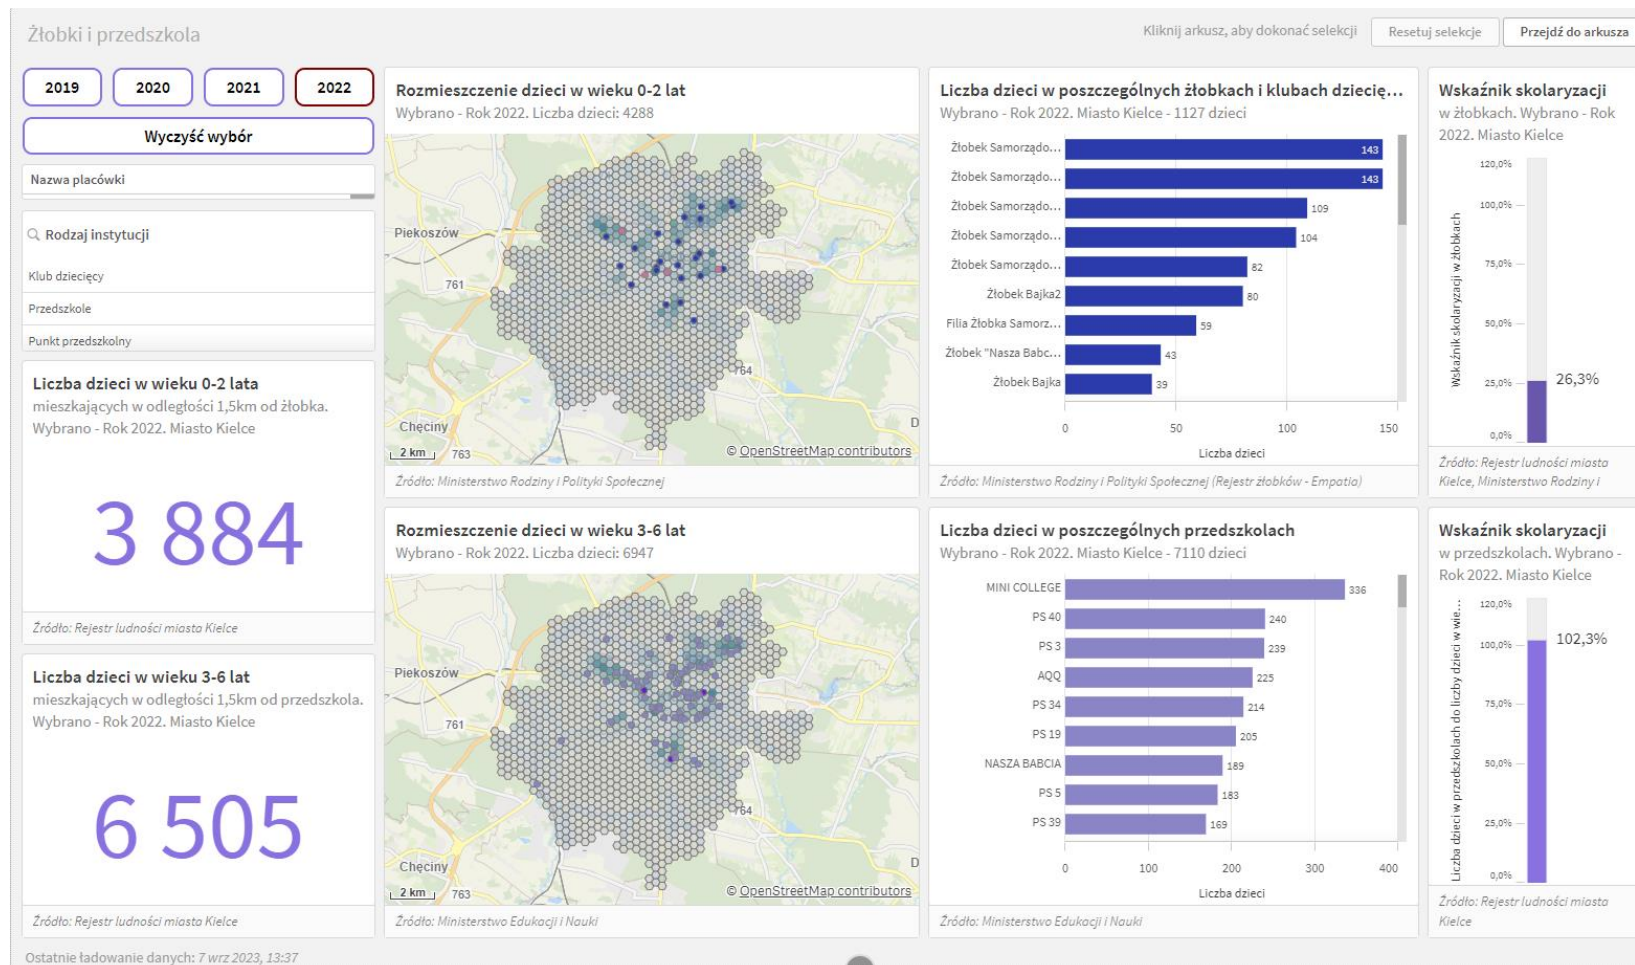 Żłobki i przedszkola
Kliknij arkusz, aby dokonać selekcji
Resetuj selekcje
Przejdź do arkusza
2019
2020
2021
2022
Wyczyść wybór
Nazwa placówki
Rodzaj instytucji
Klub dziecięcy
Przedszkole
Punkt przedszkolny
Liczba dzieci w wieku 0-2 lata
mieszkających w odległości 1,5km od żłobka.
Wybrano - Rok 2022. Miasto Kielce
3 884
Źródło: Rejestr ludności miasta Kielce
Liczba dzieci w wieku 3-6 lat
mieszkających w odległości 1,5km od przedszkola.
Wybrano - Rok 2022. Miasto Kielce
6 505
Źródło: Rejestr ludności miasta Kielce
Rozmieszczenie dzieci w wieku 0-2 lat
Wybrano - Rok 2022. Liczba dzieci: 4288
Piekoszów
761
764
Chęciny
D
2 km
763
© OpenStreetMap contributors
Źródło: Ministerstwo Rodziny i Polityki Społecznej
Rozmieszczenie dzieci w wieku 3-6 lat
Wybrano - Rok 2022. Liczba dzieci: 6947
Piekoszów
761
764
Chęciny
D
2 km
763
© OpenStreetMap contributors
Źródło: Ministerstwo Edukacji i Nauki
Liczba dzieci w poszczególnych żłobkach i klubach dziecię...
Wybrano - Rok 2022. Miasto Kielce - 1127 dzieci
Żłobek Samorządo... 143
Żłobek Samorządo... 143
Żłobek Samorządo... 109
Żłobek Samorządo... 104
Żłobek Samorządo... 82
Żłobek Bajka2 80
Filia Żłobka Samorz... 59
Żłobek "Nasza Babc... 43
Żłobek Bajka 39
0 50 100 150
Liczba dzieci
Źródło: Ministerstwo Rodziny i Polityki Społecznej (Rejestr żłobków - Empatia)
Liczba dzieci w poszczególnych przedszkolach
Wybrano - Rok 2022. Miasto Kielce - 7110 dzieci
MINI COLLEGE 336
PS 40 240
PS 3 239
AQQ 225
PS 34 214
PS 19 205
NASZA BABCIA 189
PS 5 183
PS 39 169
0 100 200 300 400
Liczba dzieci
Źródło: Ministerstwo Edukacji i Nauki
Wskaźnik skolaryzacji
w żłobkach. Wybrano - Rok
2022. Miasto Kielce
Wskaźnik skolaryzacji w żłobkach
120,0%
100,0%
75,0%
50,0%
25,0%
0,0%
26,3%
Źródło: Rejestr ludności miasta
Kielce, Ministerstwo Rodziny i
Wskaźnik skolaryzacji
w przedszkolach. Wybrano -
Rok 2022. Miasto Kielce
Liczba dzieci w przedszkolach do liczby dzieci w wie...
120,0%
100,0%
75,0%
50,0%
25,0%
0,0%
102,3%
Źródło: Rejestr ludności miasta
Kielce
Ostatnie ładowanie danych: 7 wrz 2023, 13:37